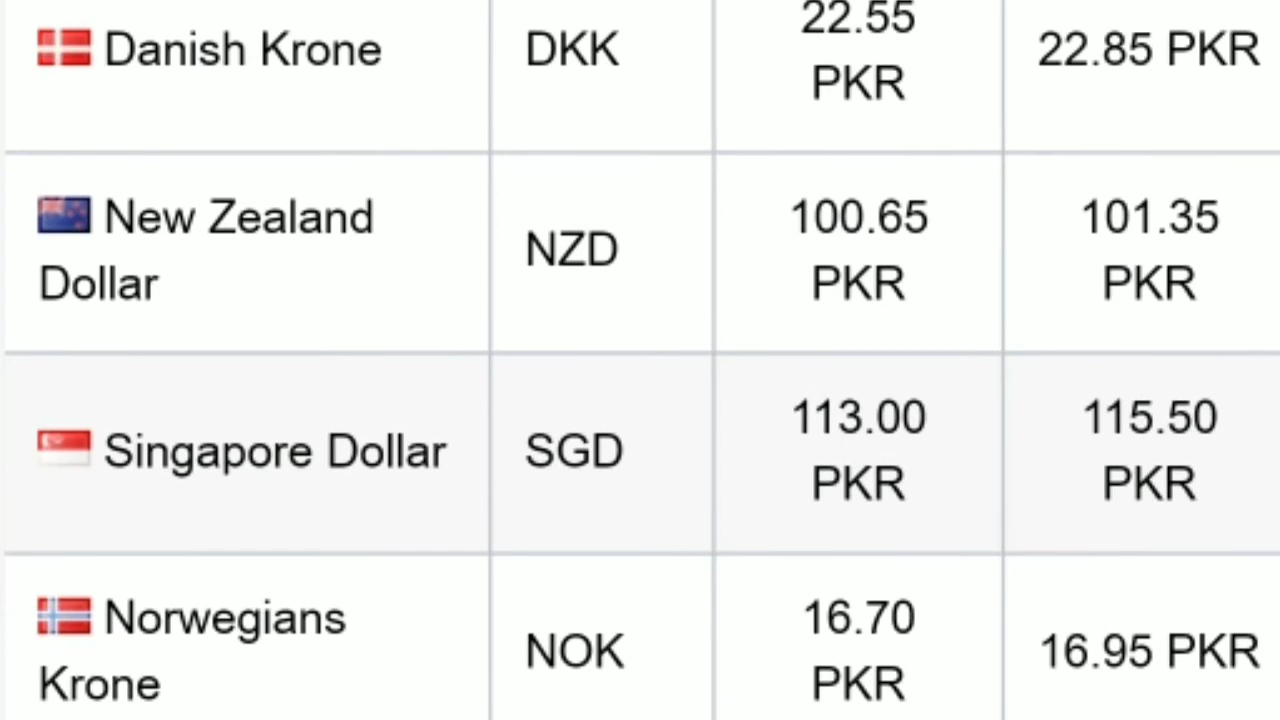 Danish Krone DKK 22.55 PKR 22.85 PKR
New Zealand Dollar NZD 100.65 PKR 101.35 PKR
Singapore Dollar SGD 113.00 PKR 115.50 PKR
Norwegians Krone NOK 16.70 PKR 16.95 PKR